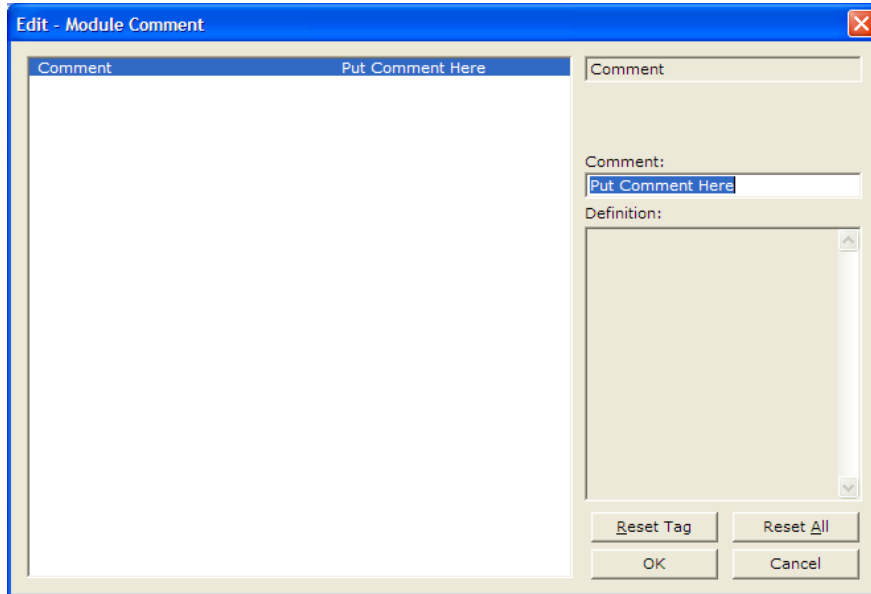 Edit - Module Comment
Comment Put Comment Here
Comment
Comment:
Put Comment Here
Definition:
Reset Tag Reset All
OK Cancel